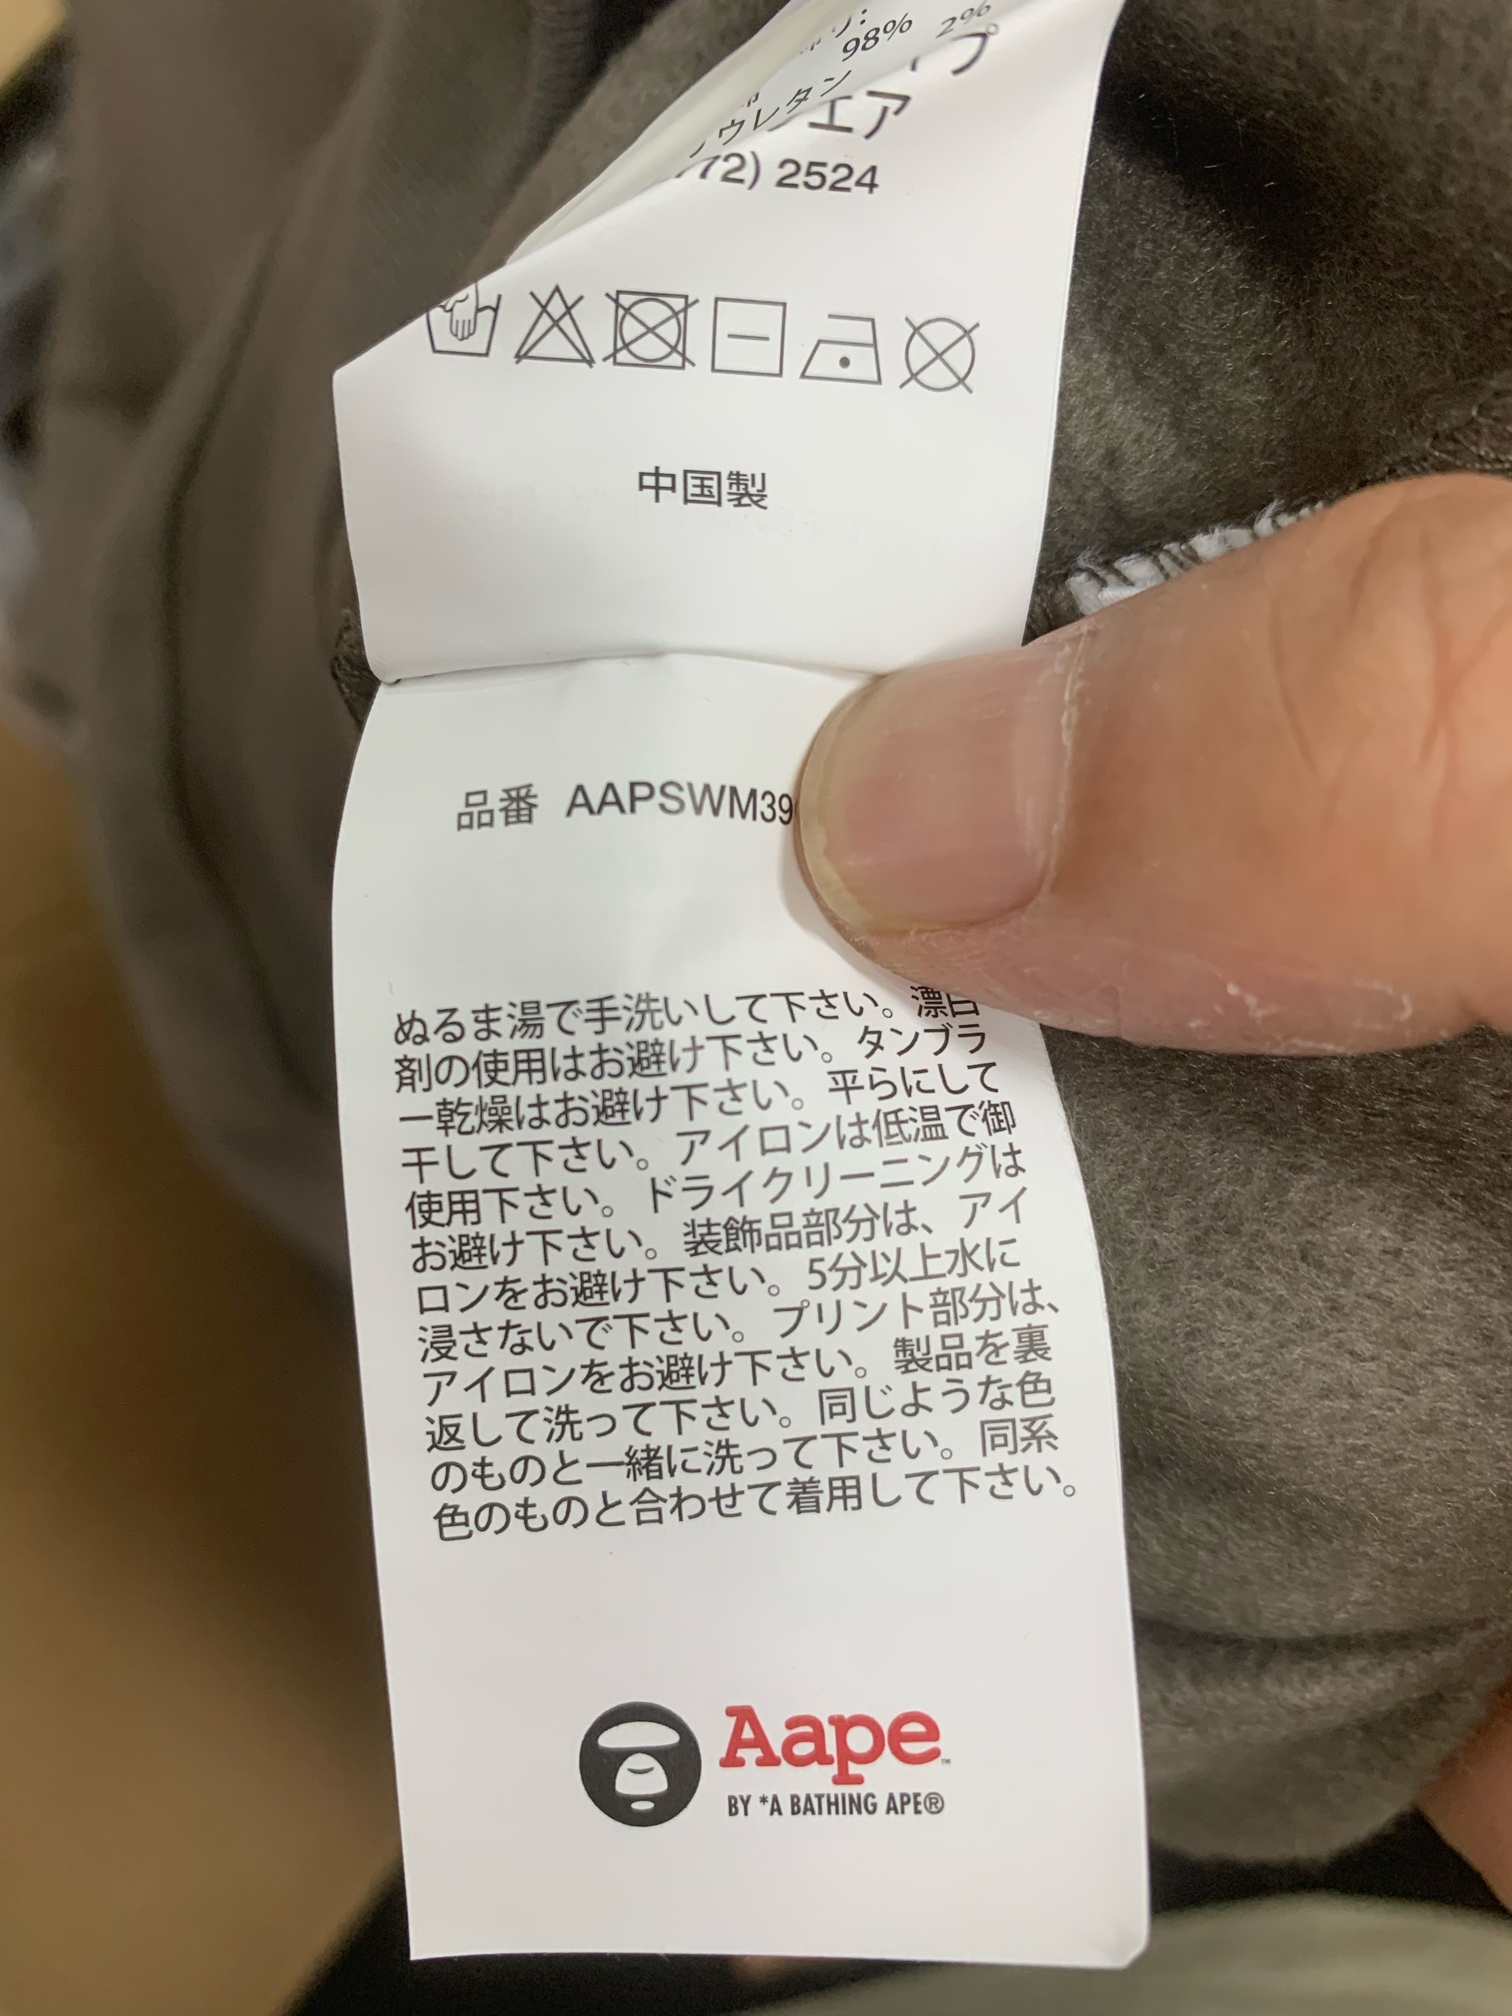 98% 2%
ウレタン
エア
72) 2524
中国製
品番 AAPSWM39
ぬるま湯で手洗いして下さい。漂白
剤の使用はお避け下さい。タンブラ
ー乾燥はお避け下さい。平らにして
干して下さい。アイロンは低温で御
使用下さい。ドライクリーニングは
お避け下さい。装飾品部分は、アイ
ロンをお避け下さい。5分以上水に
浸さないで下さい。プリント部分は、
アイロンをお避け下さい。製品を裏
返して洗って下さい。同じような色
のものと一緒に洗って下さい。同系
色のものと合わせて着用して下さい。
Aape™
BY *A BATHING APE®